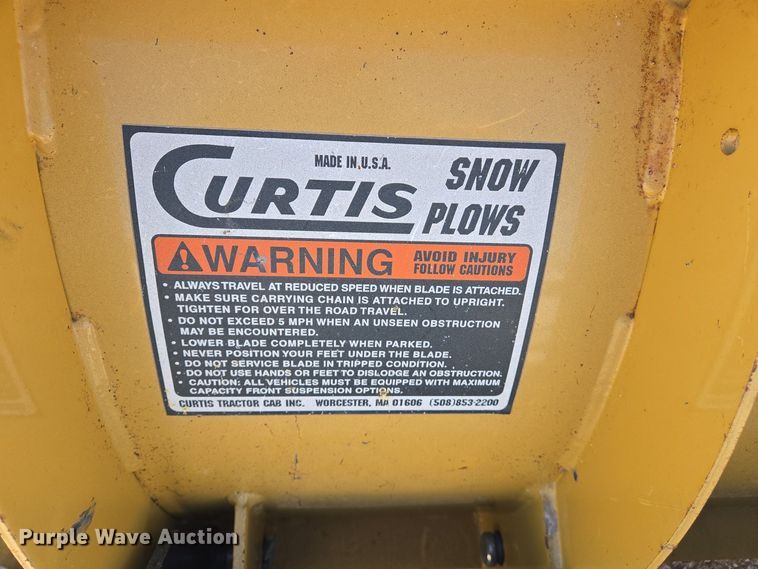 MADE IN U.S.A.
CURTIS
SNOW
PLOWS
WARNING
AVOID INJURY
FOLLOW CAUTIONS
• ALWAYS TRAVEL AT REDUCED SPEED WHEN BLADE IS ATTACHED.
• MAKE SURE CARRYING CHAIN IS ATTACHED TO UPRIGHT.
TIGHTEN FOR OVER THE ROAD TRAVEL.
• DO NOT EXCEED 5 MPH WHEN AN UNSEEN OBSTRUCTION
MAY BE ENCOUNTERED.
• LOWER BLADE COMPLETELY WHEN PARKED.
• NEVER POSITION YOUR FEET UNDER THE BLADE.
• DO NOT SERVICE BLADE IN TRIPPED CONDITION.
• DO NOT USE HANDS OR FEET TO DISLODGE AN OBSTRUCTION.
• CAUTION: ALL VEHICLES MUST BE EQUIPPED WITH MAXIMUM
CAPACITY FRONT SUSPENSION OPTIONS.
CURTIS TRACTOR CAB INC. WORCESTER, MA 01606 (508)853-2200
Purple Wave Auction